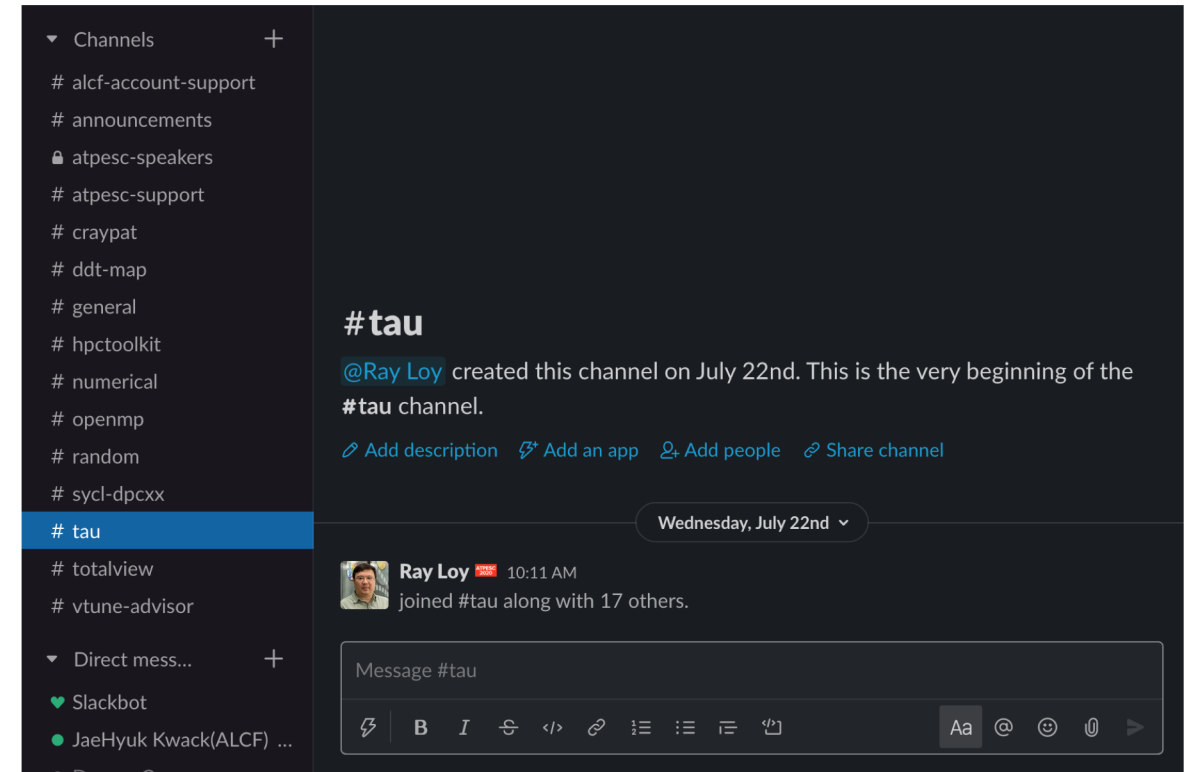 Channels
# alcf-account-support
# announcements
atpesc-speakers
# atpesc-support
# craypat
# ddt-map
# general
# hpctoolkit
# numerical
# openmp
# random
# sycl-dpcxx
# tau
# totalview
# vtune-advisor
Direct mess...
Slackbot
JaeHyuk Kwack(ALCF) ...
#tau
@Ray Loy created this channel on July 22nd. This is the very beginning of the
#tau channel.
Add description Add an app Add people Share channel
Wednesday, July 22nd
Ray Loy ATPESC 2020 10:11 AM
joined #tau along with 17 others.
Message #tau
B I S </> Aa @